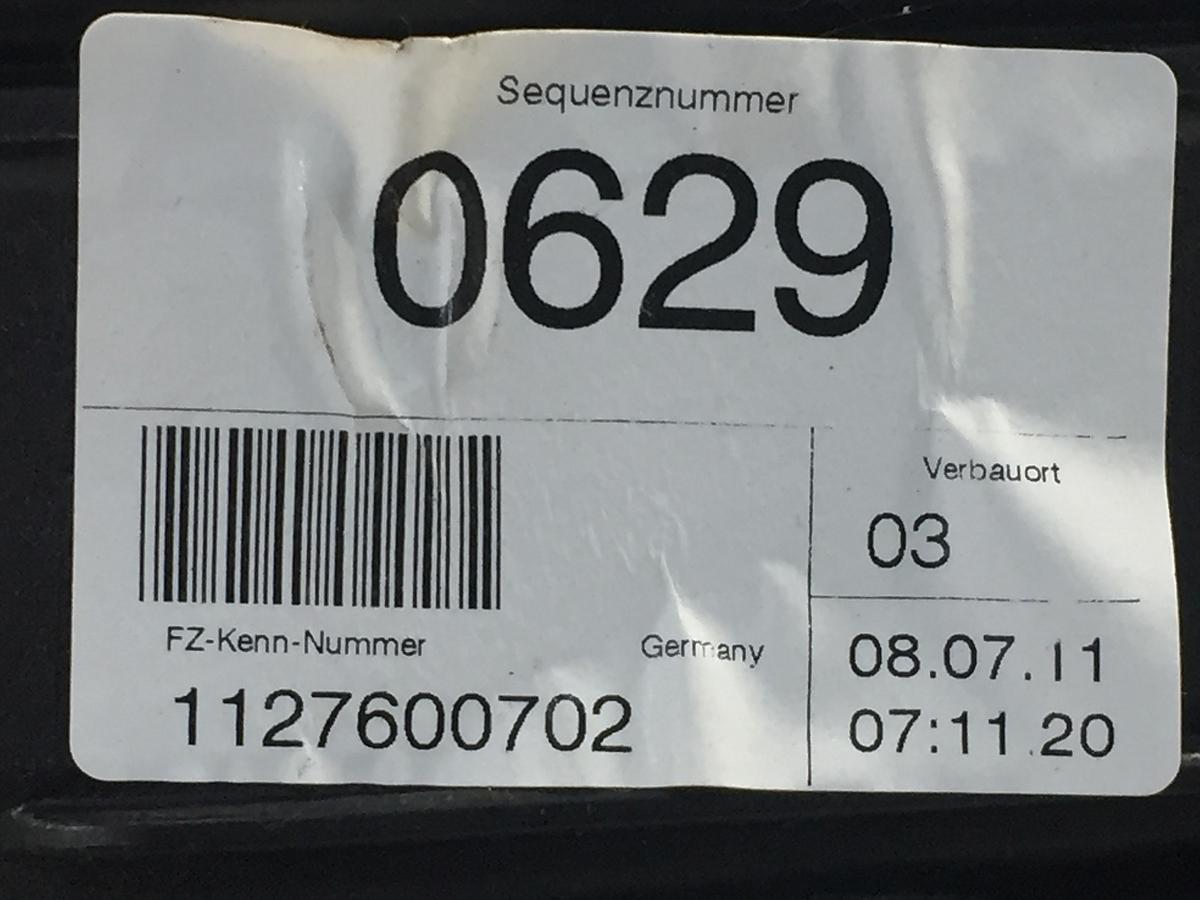 Sequenznummer
0629
Verbauort
03
FZ-Kenn-Nummer
Germany
1127600702
08.07.11
07:11.20